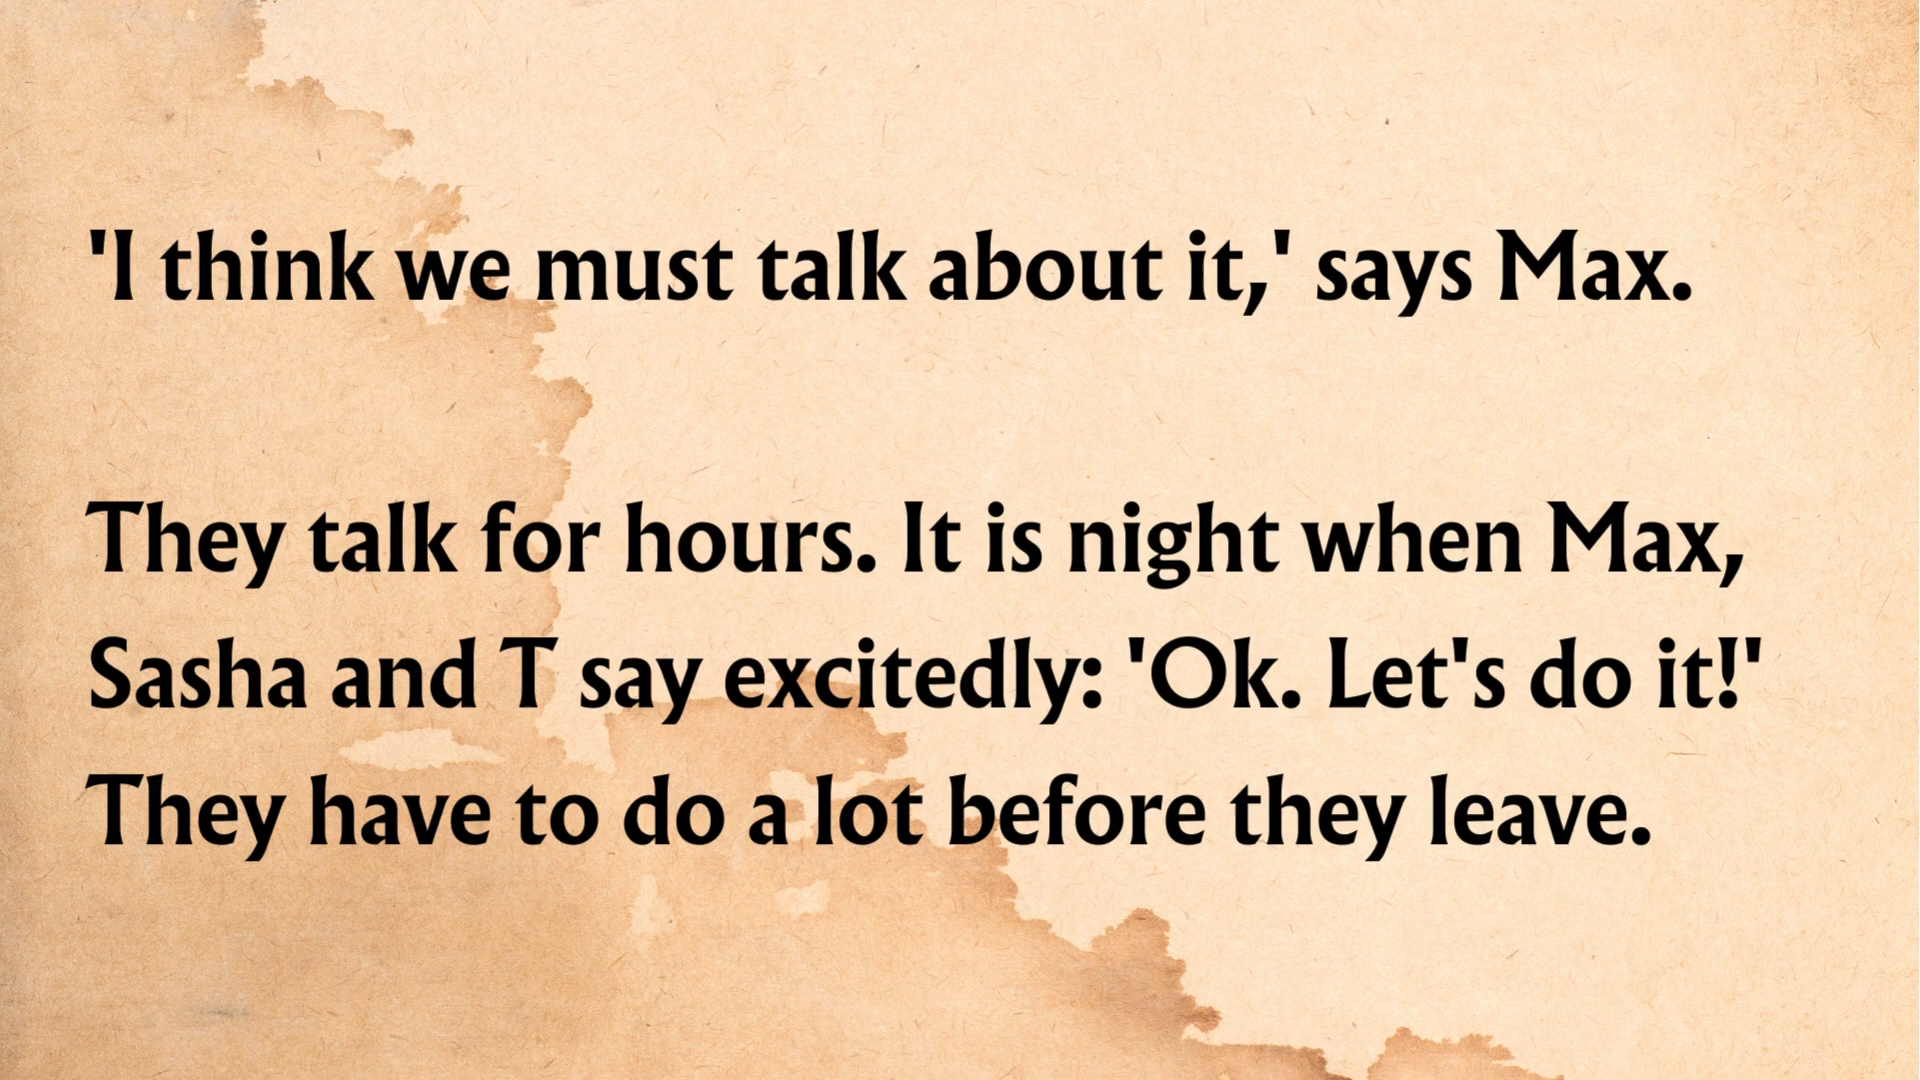 'I think we must talk about it,' says Max.
They talk for hours. It is night when Max,
Sasha and T say excitedly: 'Ok. Let's do it!'
They have to do a lot before they leave.